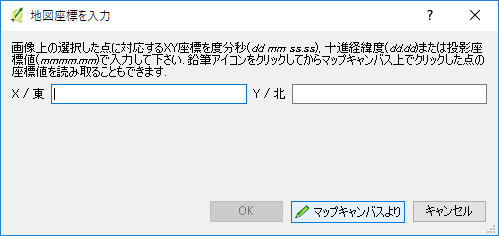 地図座標を入力
画像上の選択した点に対応するXY座標を度分秒(dd mm ss.ss), 十進経緯度(dd.dd)または投影座
標値(mmmm.mm)で入力して下さい. 鉛筆アイコンをクリックしてからマップキャンバス上でクリックした点の
座標値を読み取ることもできます.
X / 東 Y / 北
OK マップキャンバスより キャンセル